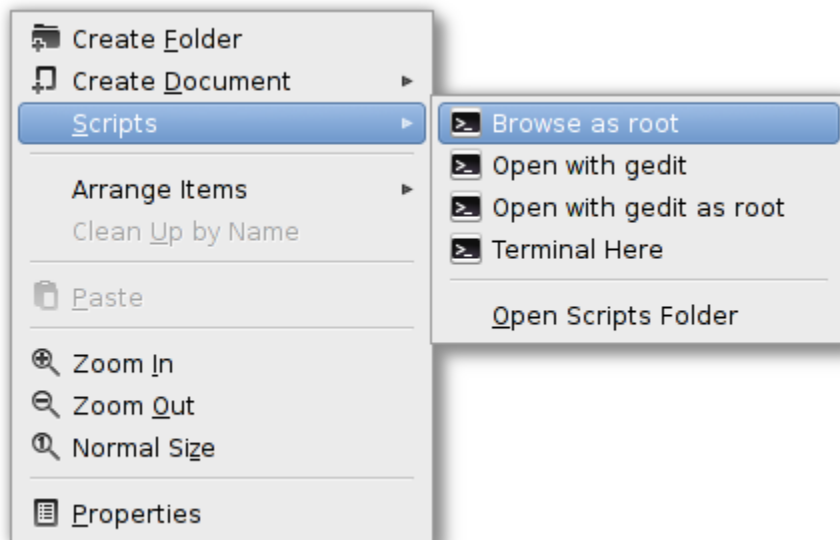 Create Folder
Create Document
Scripts
Arrange Items
Clean Up by Name
Paste
Zoom In
Zoom Out
Normal Size
Properties
Browse as root
Open with gedit
Open with gedit as root
Terminal Here
Open Scripts Folder